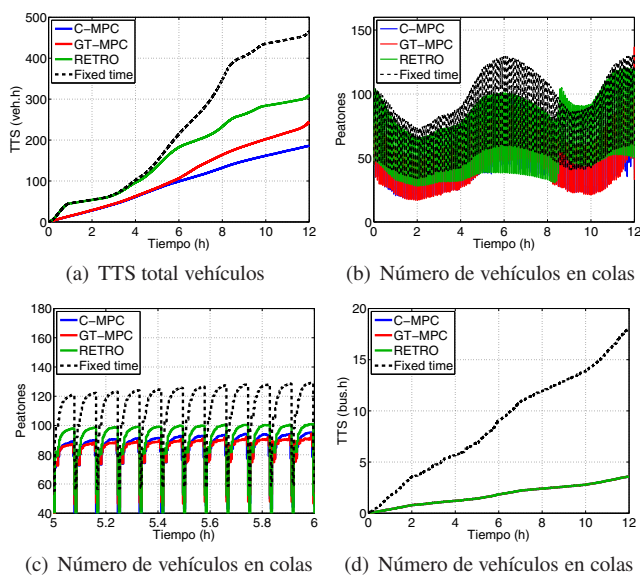 500
400
300
200
100
0
TTS (veh.h)
C-MPC
GT-MPC
RETRO
Fixed time
0 2 4 6 8 10 12
Tiempo (h)
(a) TTS total vehículos
160
100
50
0
Peatones
C-MPC
GT-MPC
RETRO
Fixed time
0 2 4 6 8 10 12
Tiempo (h)
(b) Número de vehículos en colas
180
160
140
120
100
80
60
40
Peatones
C-MPC
GT-MPC
RETRO
Fixed time
5 5.2 5.4 5.6 5.8 6
Tiempo (h)
(c) Número de vehículos en colas
20
15
10
5
0
TTS (bus.h)
C-MPC
GT-MPC
RETRO
Fixed time
0 2 4 6 8 10 12
Tiempo (h)
(d) Número de vehículos en colas